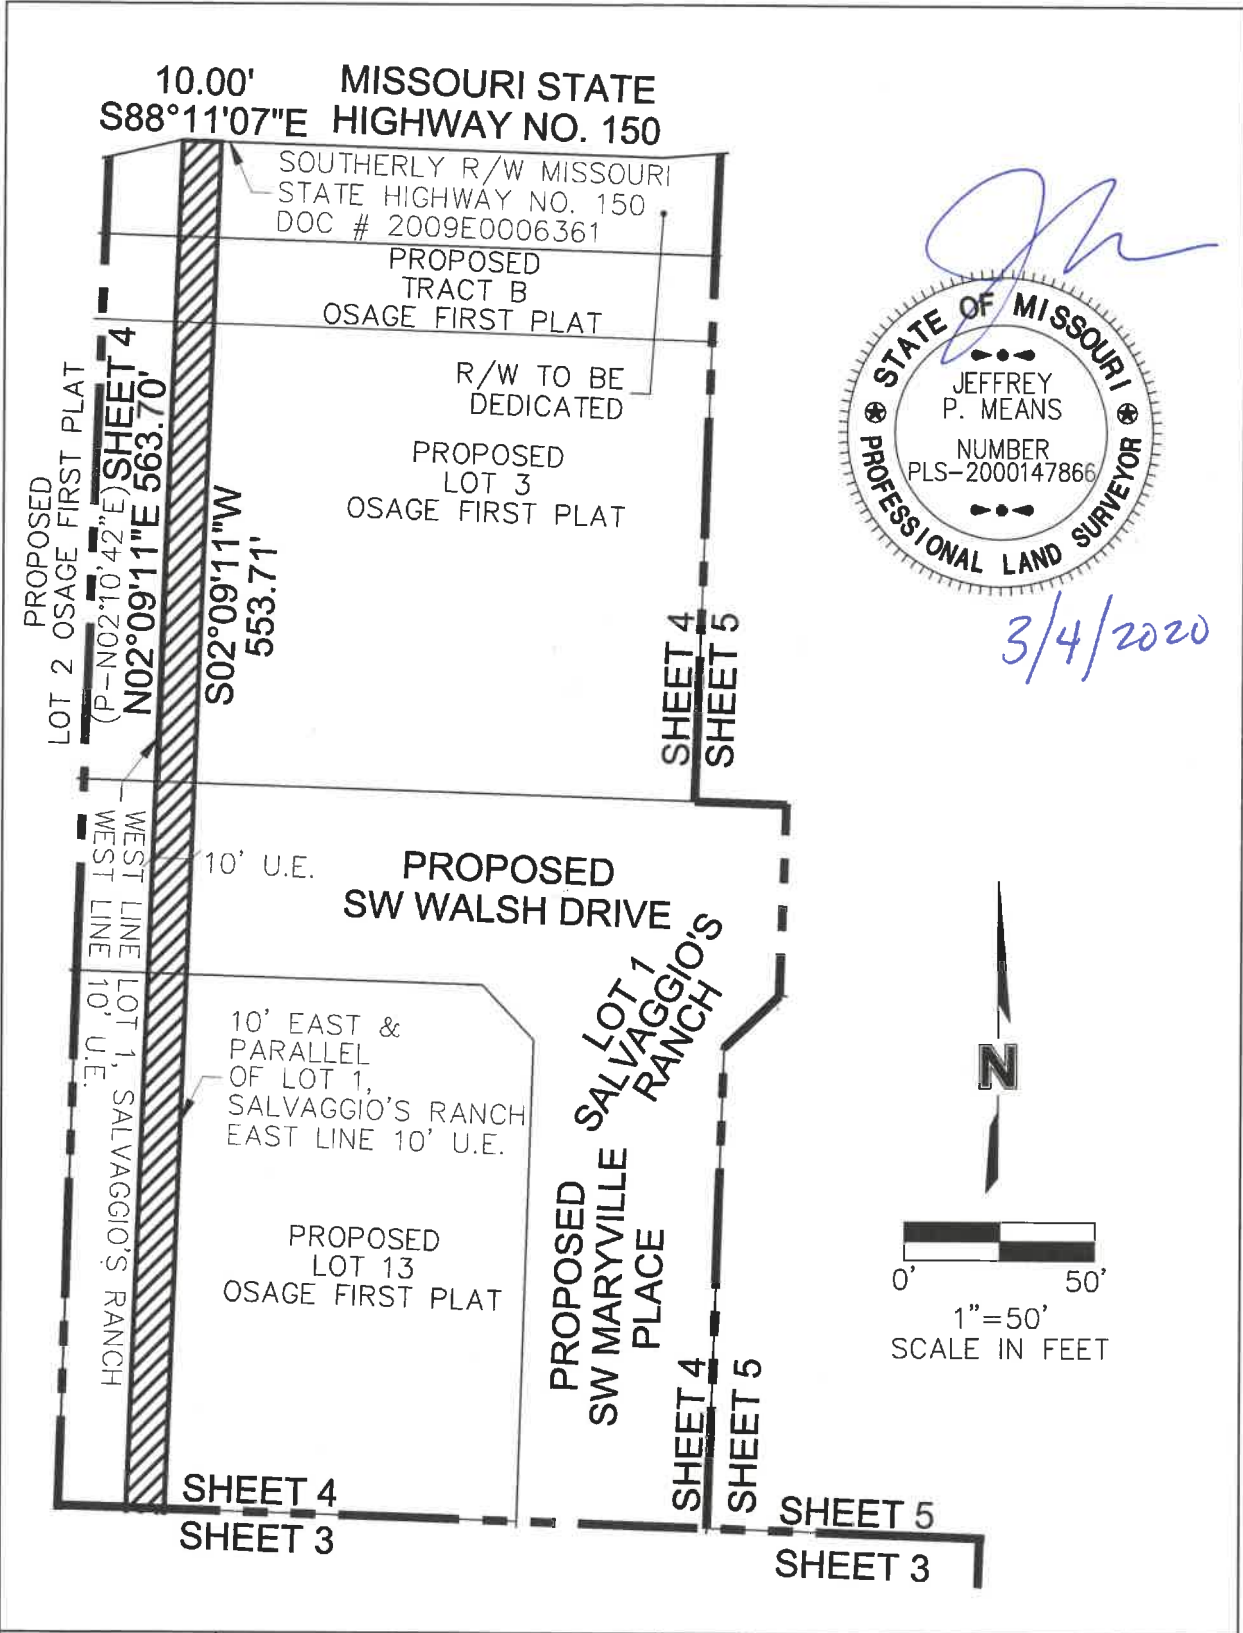 10.00'
S88°11'07"E
MISSOURI STATE
HIGHWAY NO. 150
SOUTHERLY R/W MISSOURI
STATE HIGHWAY NO. 150
DOC # 2009E0006361
PROPOSED
TRACT B
OSAGE FIRST PLAT
R/W TO BE
DEDICATED
PROPOSED
LOT 3
OSAGE FIRST PLAT
PROPOSED
LOT 2 OSAGE FIRST PLAT
(P-N02°10'42"E)
SHEET 4
N02°09'11"E 563.70'
S02°09'11"W
553.71'
SHEET 4
SHEET 5
STATE OF MISSOURI
JEFFREY
P. MEANS
NUMBER
PLS-2000147866
PROFESSIONAL LAND SURVEYOR
3/4/2020
WEST LINE LOT 1, SALVAGGIO'S RANCH
WEST LINE 10' U.E.
10' U.E.
PROPOSED
SW WALSH DRIVE
LOT 1
SALVAGGIO'S
RANCH
10' EAST &
PARALLEL
OF LOT 1,
SALVAGGIO'S RANCH
EAST LINE 10' U.E.
PROPOSED
LOT 13
OSAGE FIRST PLAT
PROPOSED
SW MARYVILLE
PLACE
N
0' 50'
1"=50'
SCALE IN FEET
SHEET 4
SHEET 5
SHEET 4
SHEET 3
SHEET 5
SHEET 3